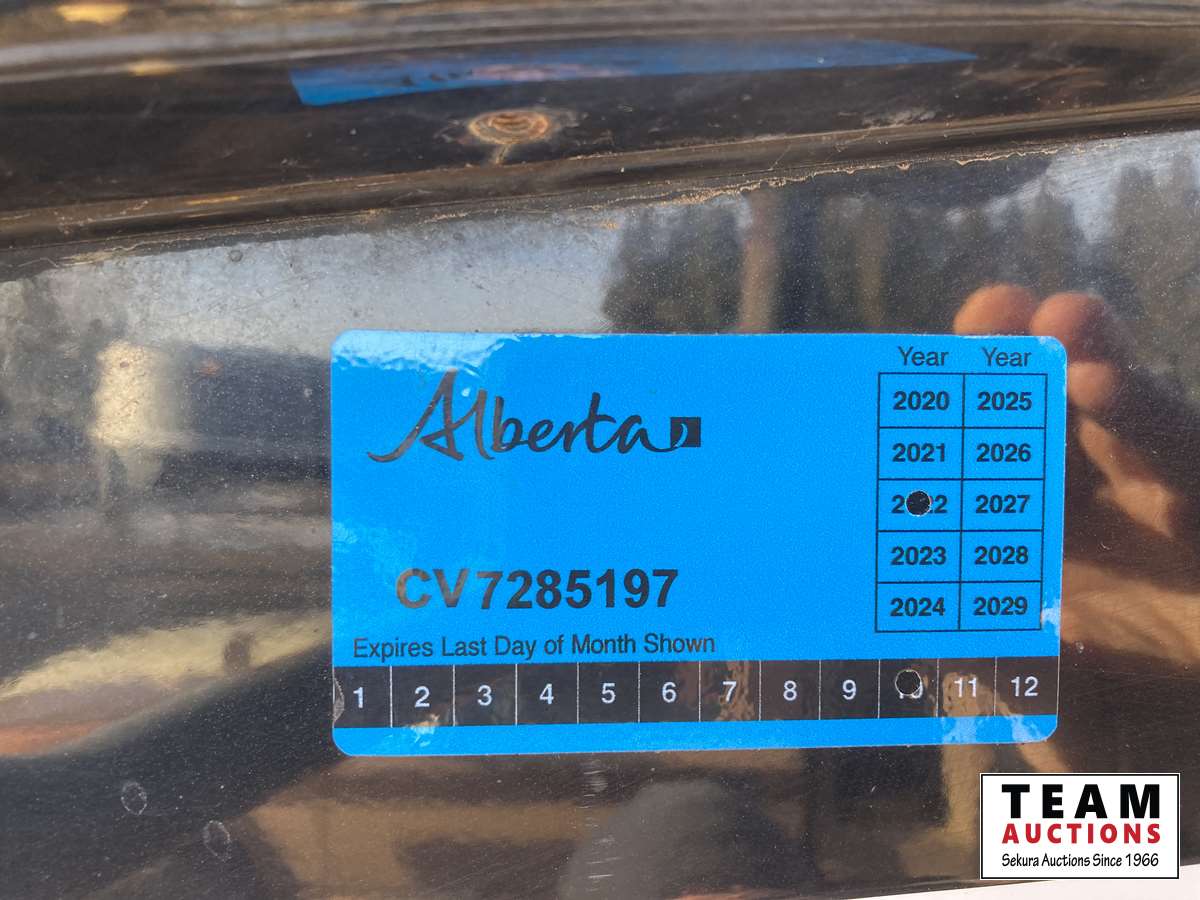 Alberta
Year Year
2020 2025
2021 2026
2027
2023 2028
2024 2029
CV7285197
Expires Last Day of Month Shown
1 2 3 4 5 6 7 8 9 10 11 12
TEAM
AUCTIONS
Sekura Auctions Since 1966